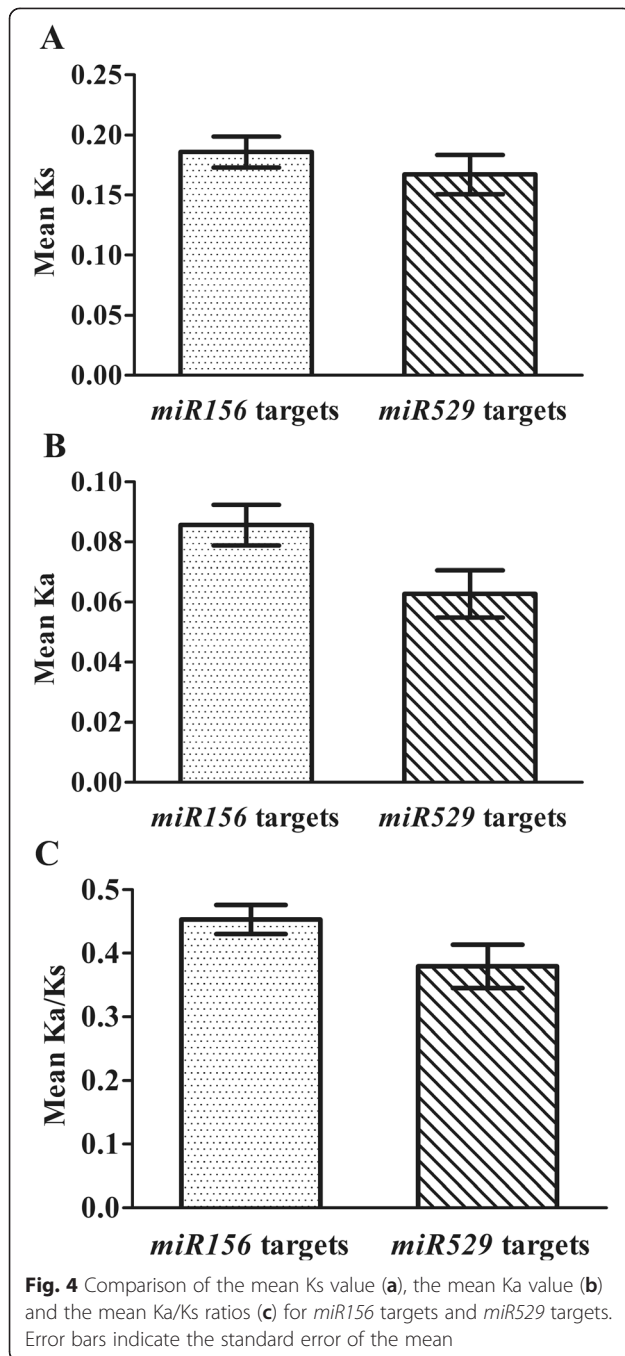 A
0.25
0.20
0.15
0.10
0.05
0.00
Mean Ks
miR156 targets miR529 targets
B
0.10
0.08
0.06
0.04
0.02
0.00
Mean Ka
miR156 targets miR529 targets
C
0.5
0.4
0.3
0.2
0.1
0.0
Mean Ka/Ks
miR156 targets miR529 targets
Fig. 4 Comparison of the mean Ks value (a), the mean Ka value (b)
and the mean Ka/Ks ratios (c) for miR156 targets and miR529 targets.
Error bars indicate the standard error of the mean